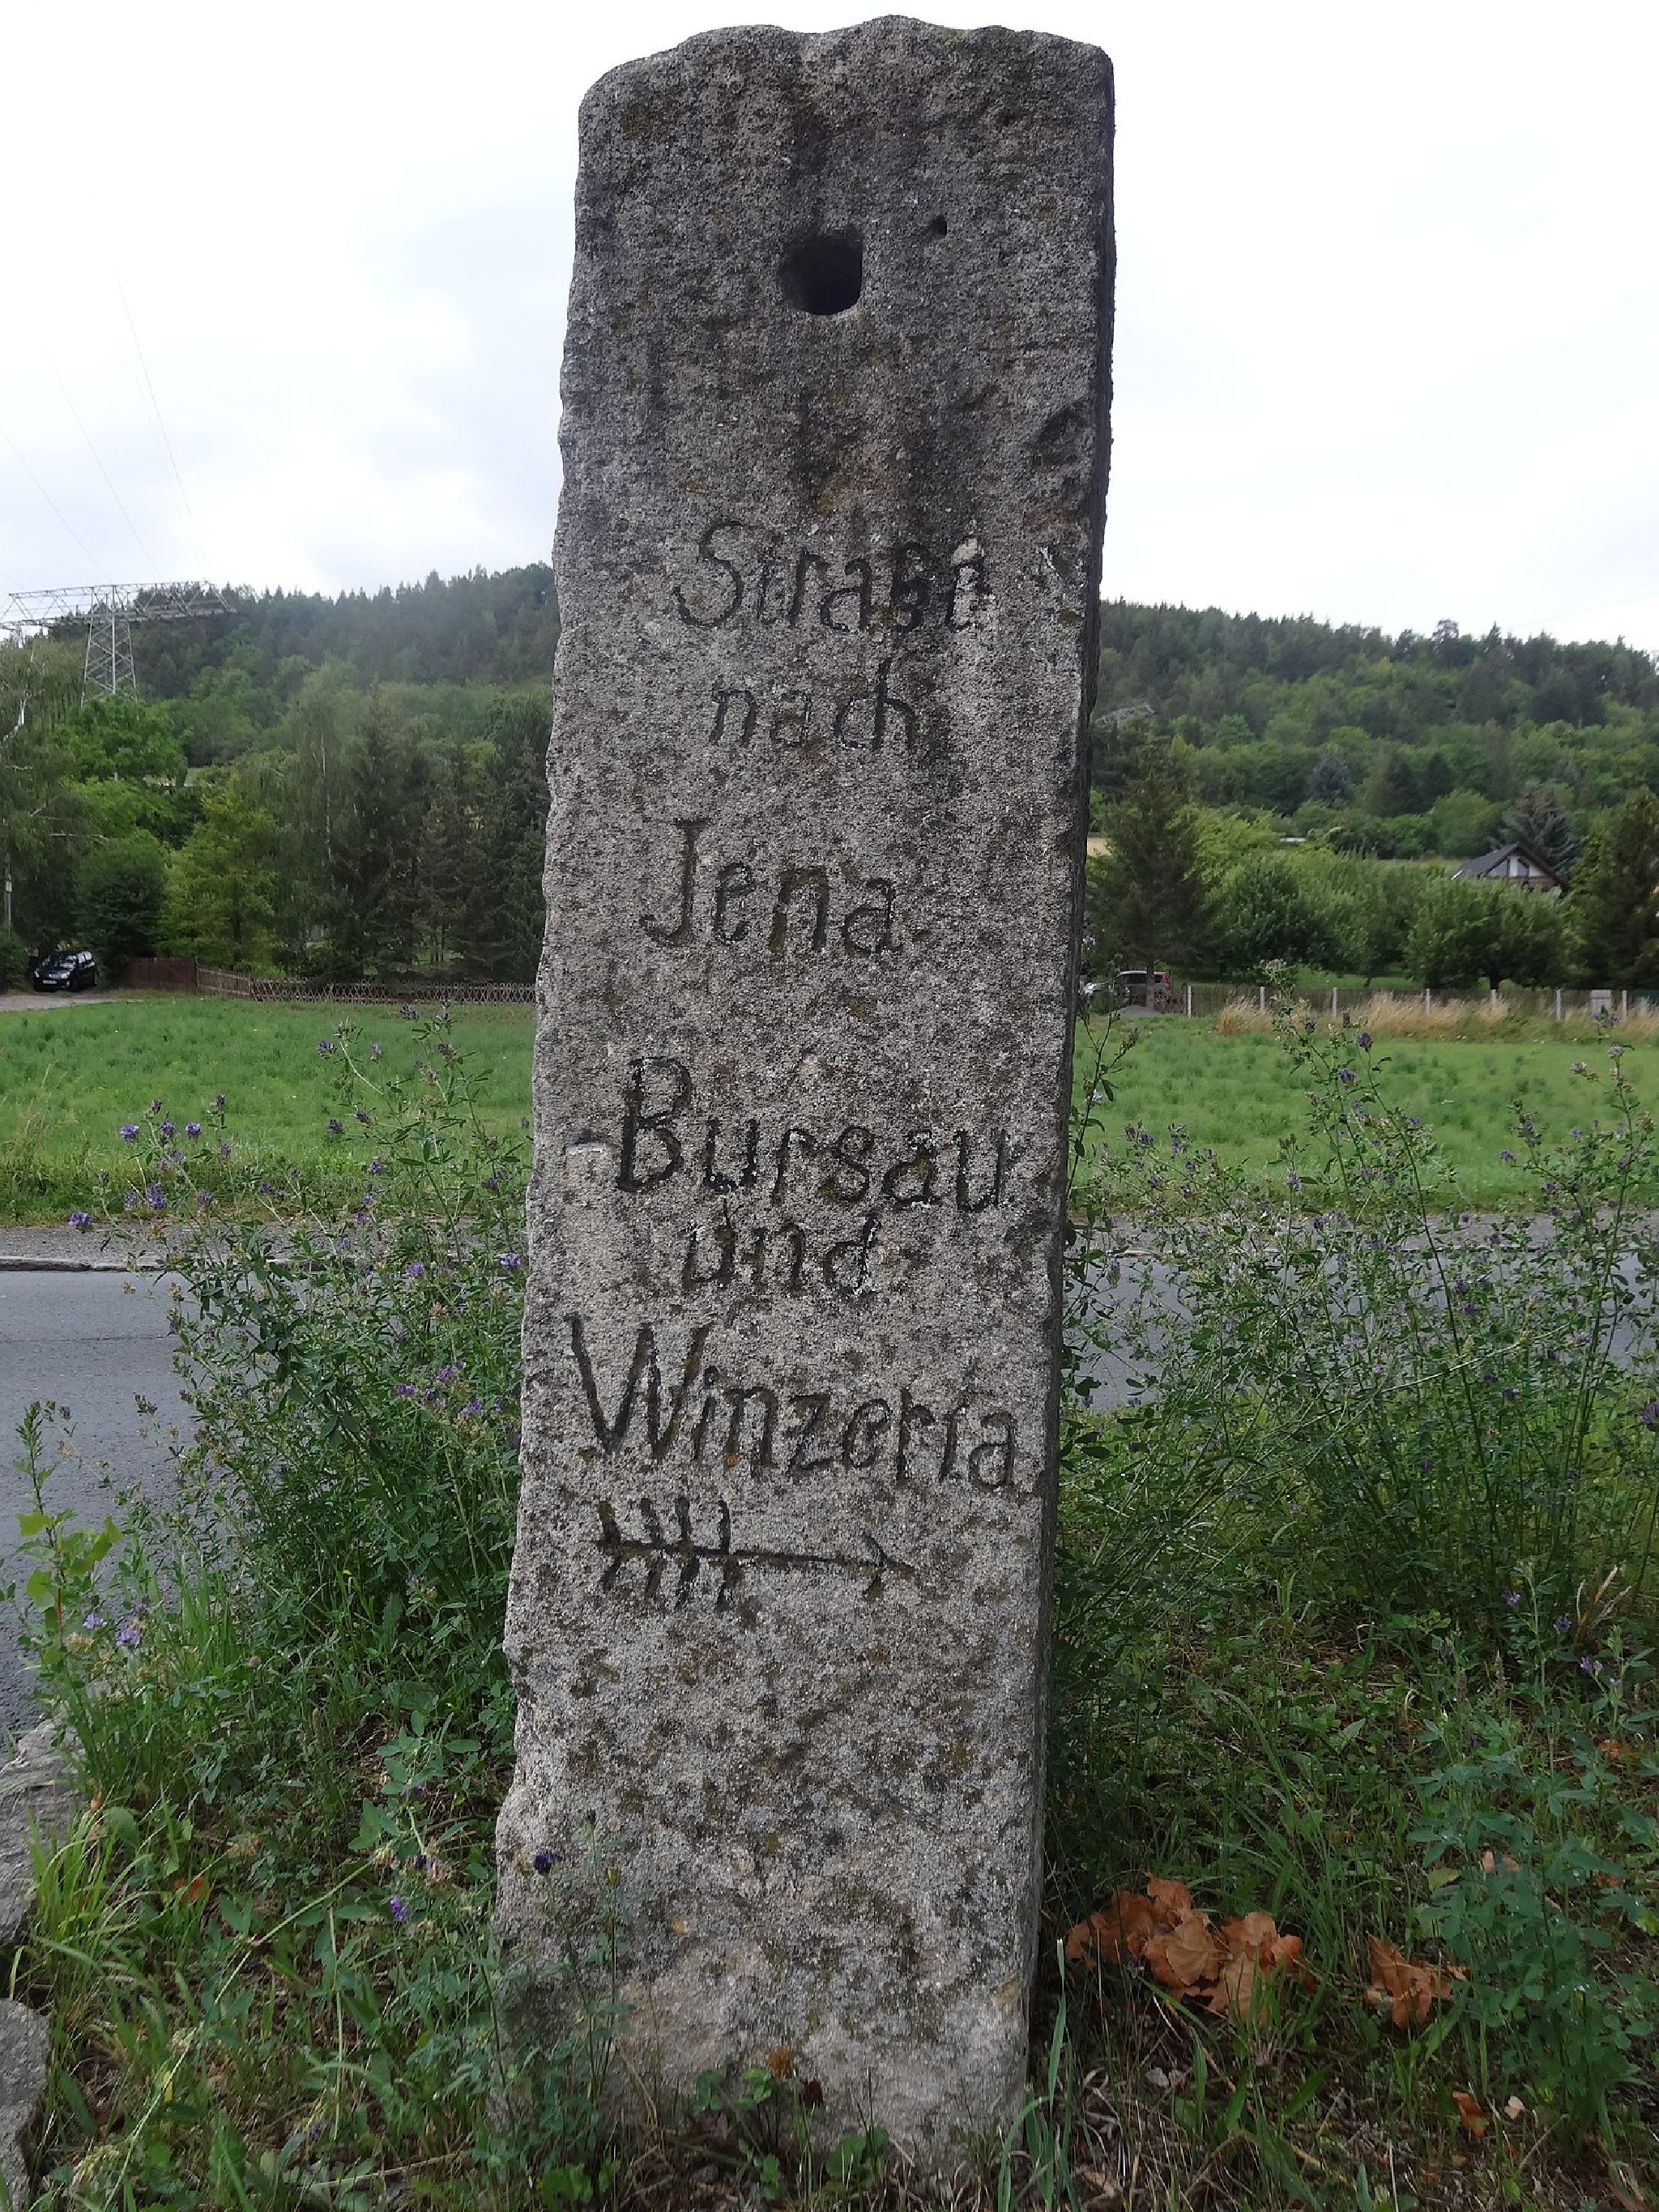 Straße
nach
Jena
Bursau
und
Winzerla